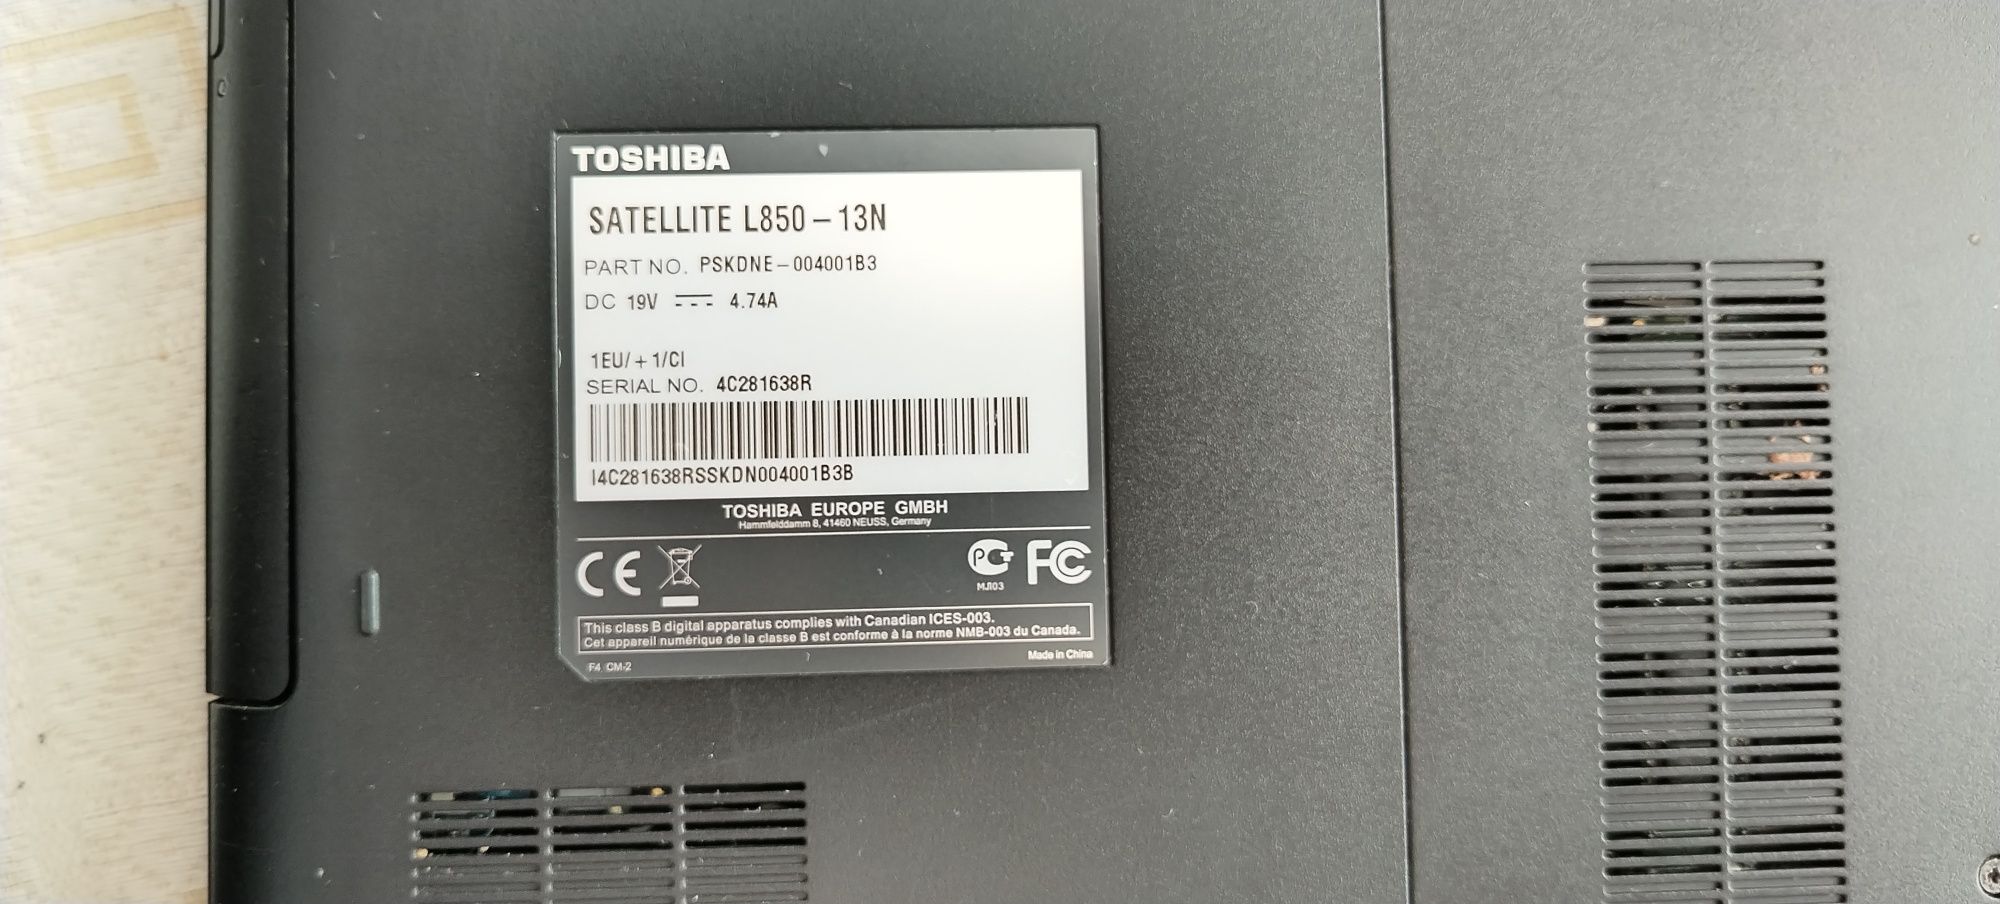 TOSHIBA
SATELLITE L850 – 13N
PART NO. PSKDNE – 004001B3
DC 19V ⎓ 4.74A
1EU/ + 1/CI
SERIAL NO. 4C281638R
I4C281638RSSKDN004001B3B
TOSHIBA EUROPE GMBH
Hammfelddamm 8, 41460 NEUSS, Germany
CE PCT FC
МЛ03
This class B digital apparatus complies with Canadian ICES-003.
Cet appareil numérique de la classe B est conforme à la norme NMB-003 du Canada.
F4 CM-2 Made in China